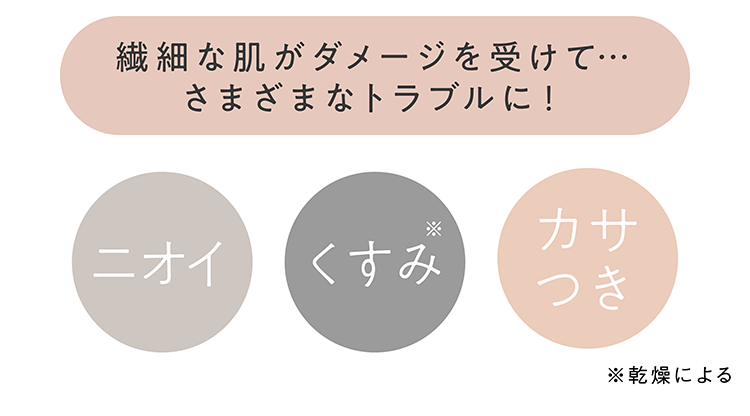 繊細な肌がダメージを受けて…
さまざまなトラブルに！
ニオイ
くすみ※
カサ
つき
※乾燥による